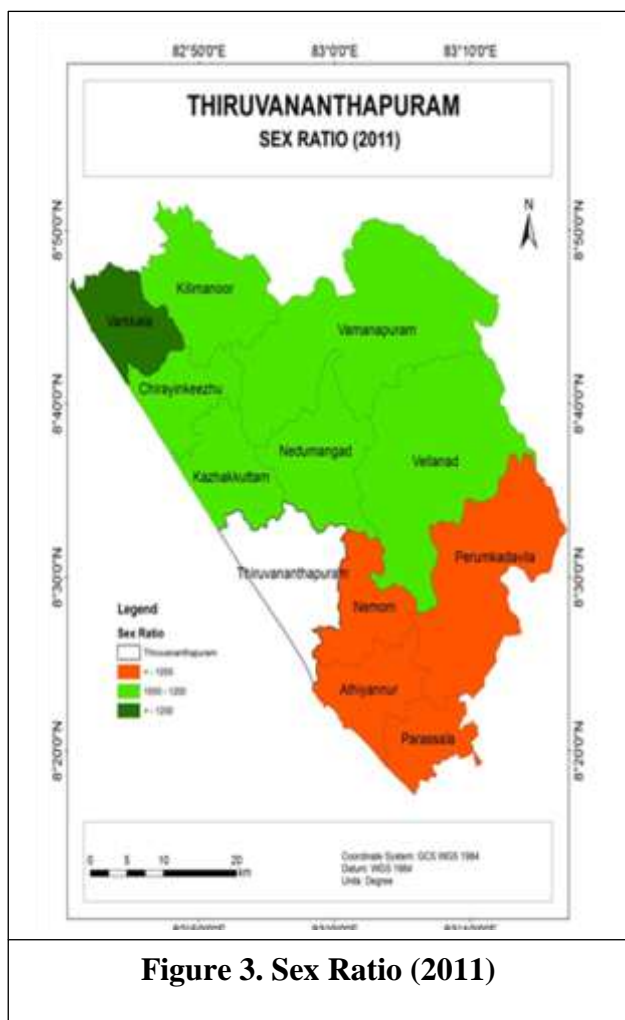 82°50'0"E 83°0'0"E 83°10'0"E
THIRUVANANTHAPURAM
SEX RATIO (2011)
N
8°50'0"N 8°50'0"N
Kilimanoor
Varkkala
Vamanapuram
Chirayinkeezhu
8°40'0"N 8°40'0"N
Nedumangad
Vellanad
Kazhakkuttam
Perumkadavila
Thiruvananthapuram
8°30'0"N 8°30'0"N
Nemom
Legend
Sex Ratio
Thiruvananthapuram
Athiyannur
Parassala
8°20'0"N 8°20'0"N
0 5 10 20
km
Coordinate System: GCS WGS 1984
Datum: WGS 1984
Units: Degree
Figure 3. Sex Ratio (2011)